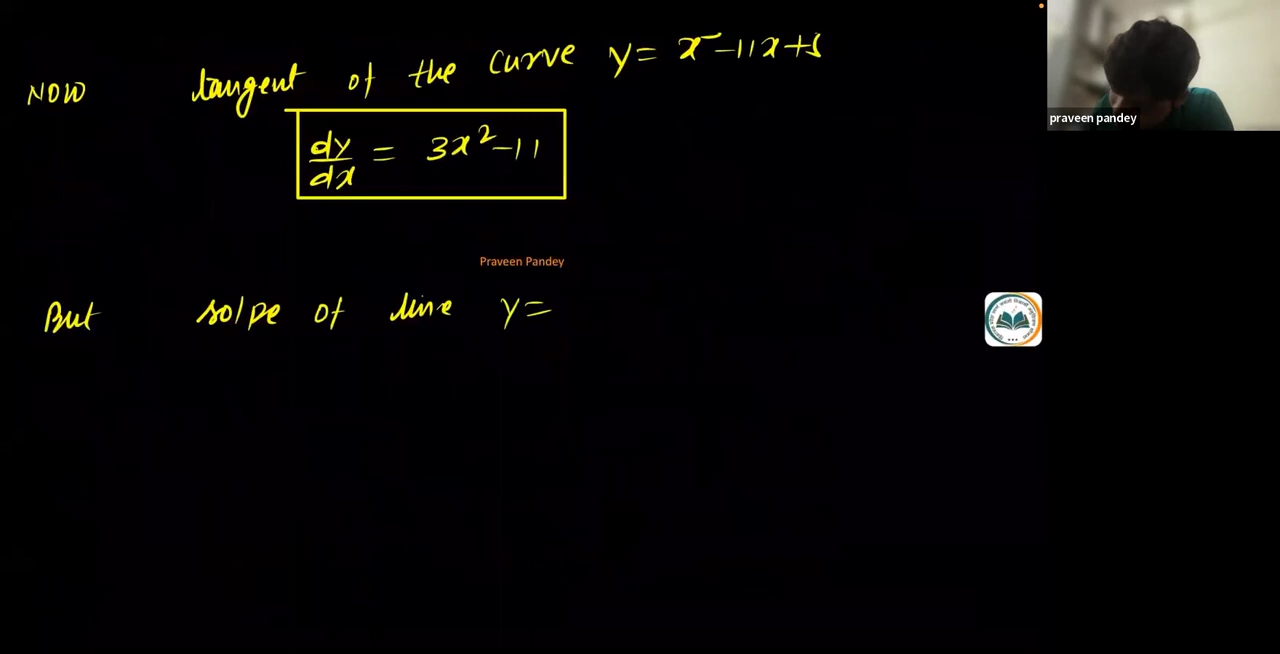 NOW tangent of the curve y = x⁻ -11x+5
dy/dx = 3x² -11
praveen pandey
Praveen Pandey
But solpe of line y =